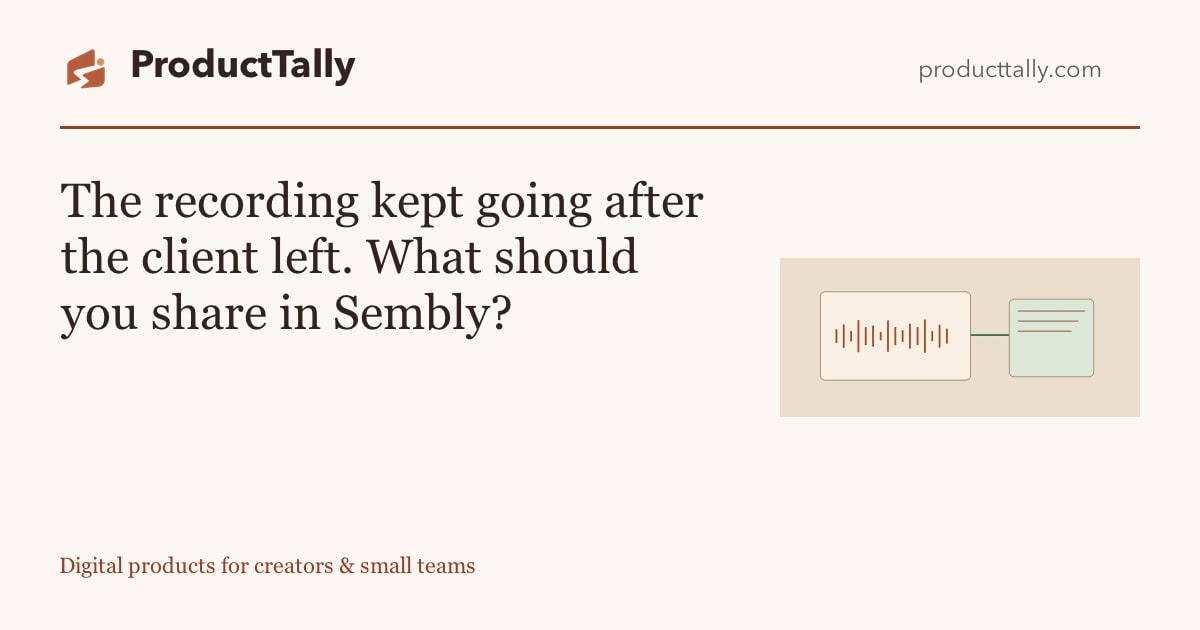 ProductTally
producttally.com
The recording kept going after
the client left. What should
you share in Sembly?
Digital products for creators & small teams